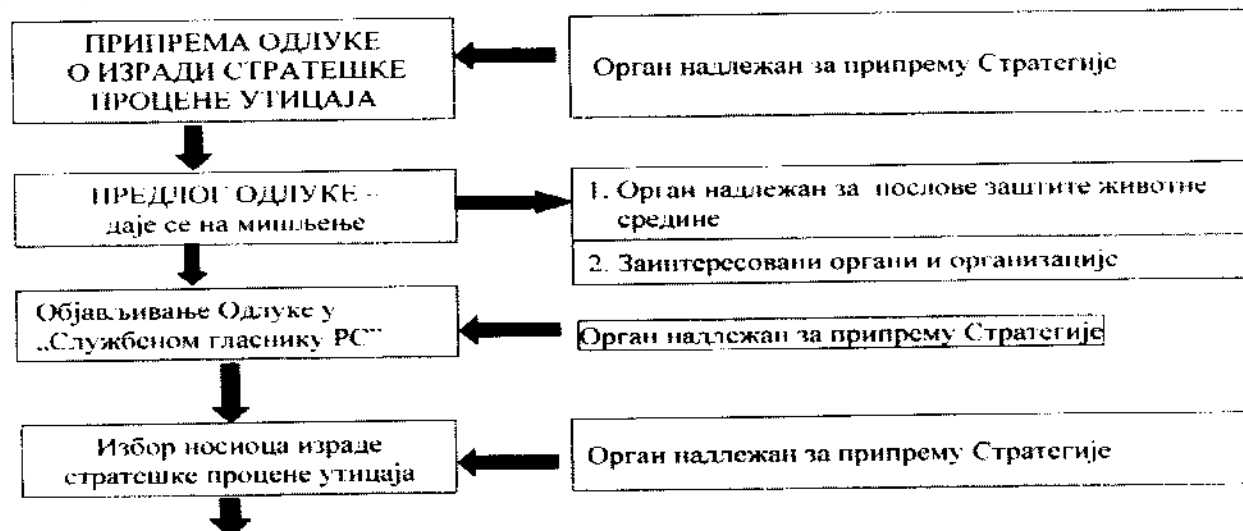 ПРИПРЕМА ОДЛУКЕ
О ИЗРАДИ СТРАТЕШКЕ
ПРОЦЕНЕ УТИЦАЈА
Орган надлежан за припрему Стратегије
ПРЕДЛОГ ОДЛУКЕ –
даје се на мишљење
1. Орган надлежан за послове заштите животне
средине
2. Заинтересовани органи и организације
Објављивање Одлуке у
„Службеном гласнику РС”
Орган надлежан за припрему Стратегије
Избор носиоца израде
стратешке процене утицаја
Орган надлежан за припрему Стратегије